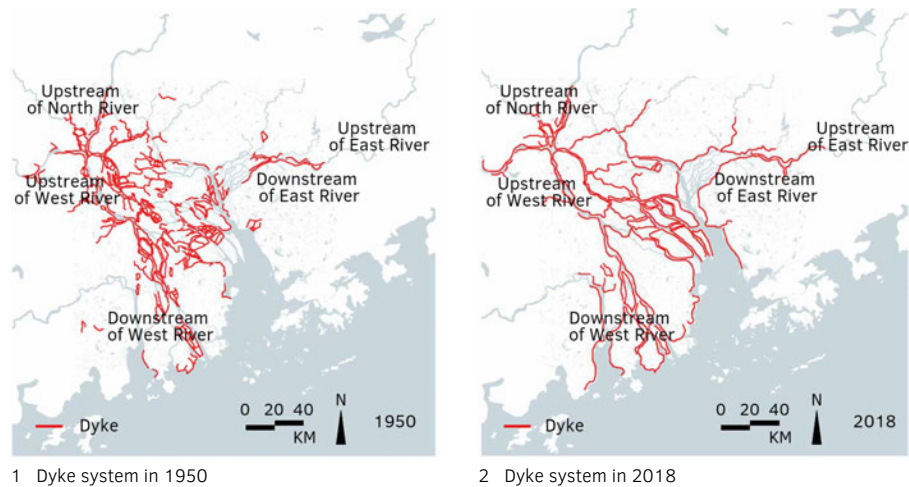 Upstream
of North River
Upstream
of East River
Upstream
of West River
Downstream
of East River
Downstream
of West River
Dyke
0 20 40
KM
N
1950
1 Dyke system in 1950
Upstream
of North River
Upstream
of East River
Upstream
of West River
Downstream
of East River
Downstream
of West River
Dyke
0 20 40
KM
N
2018
2 Dyke system in 2018